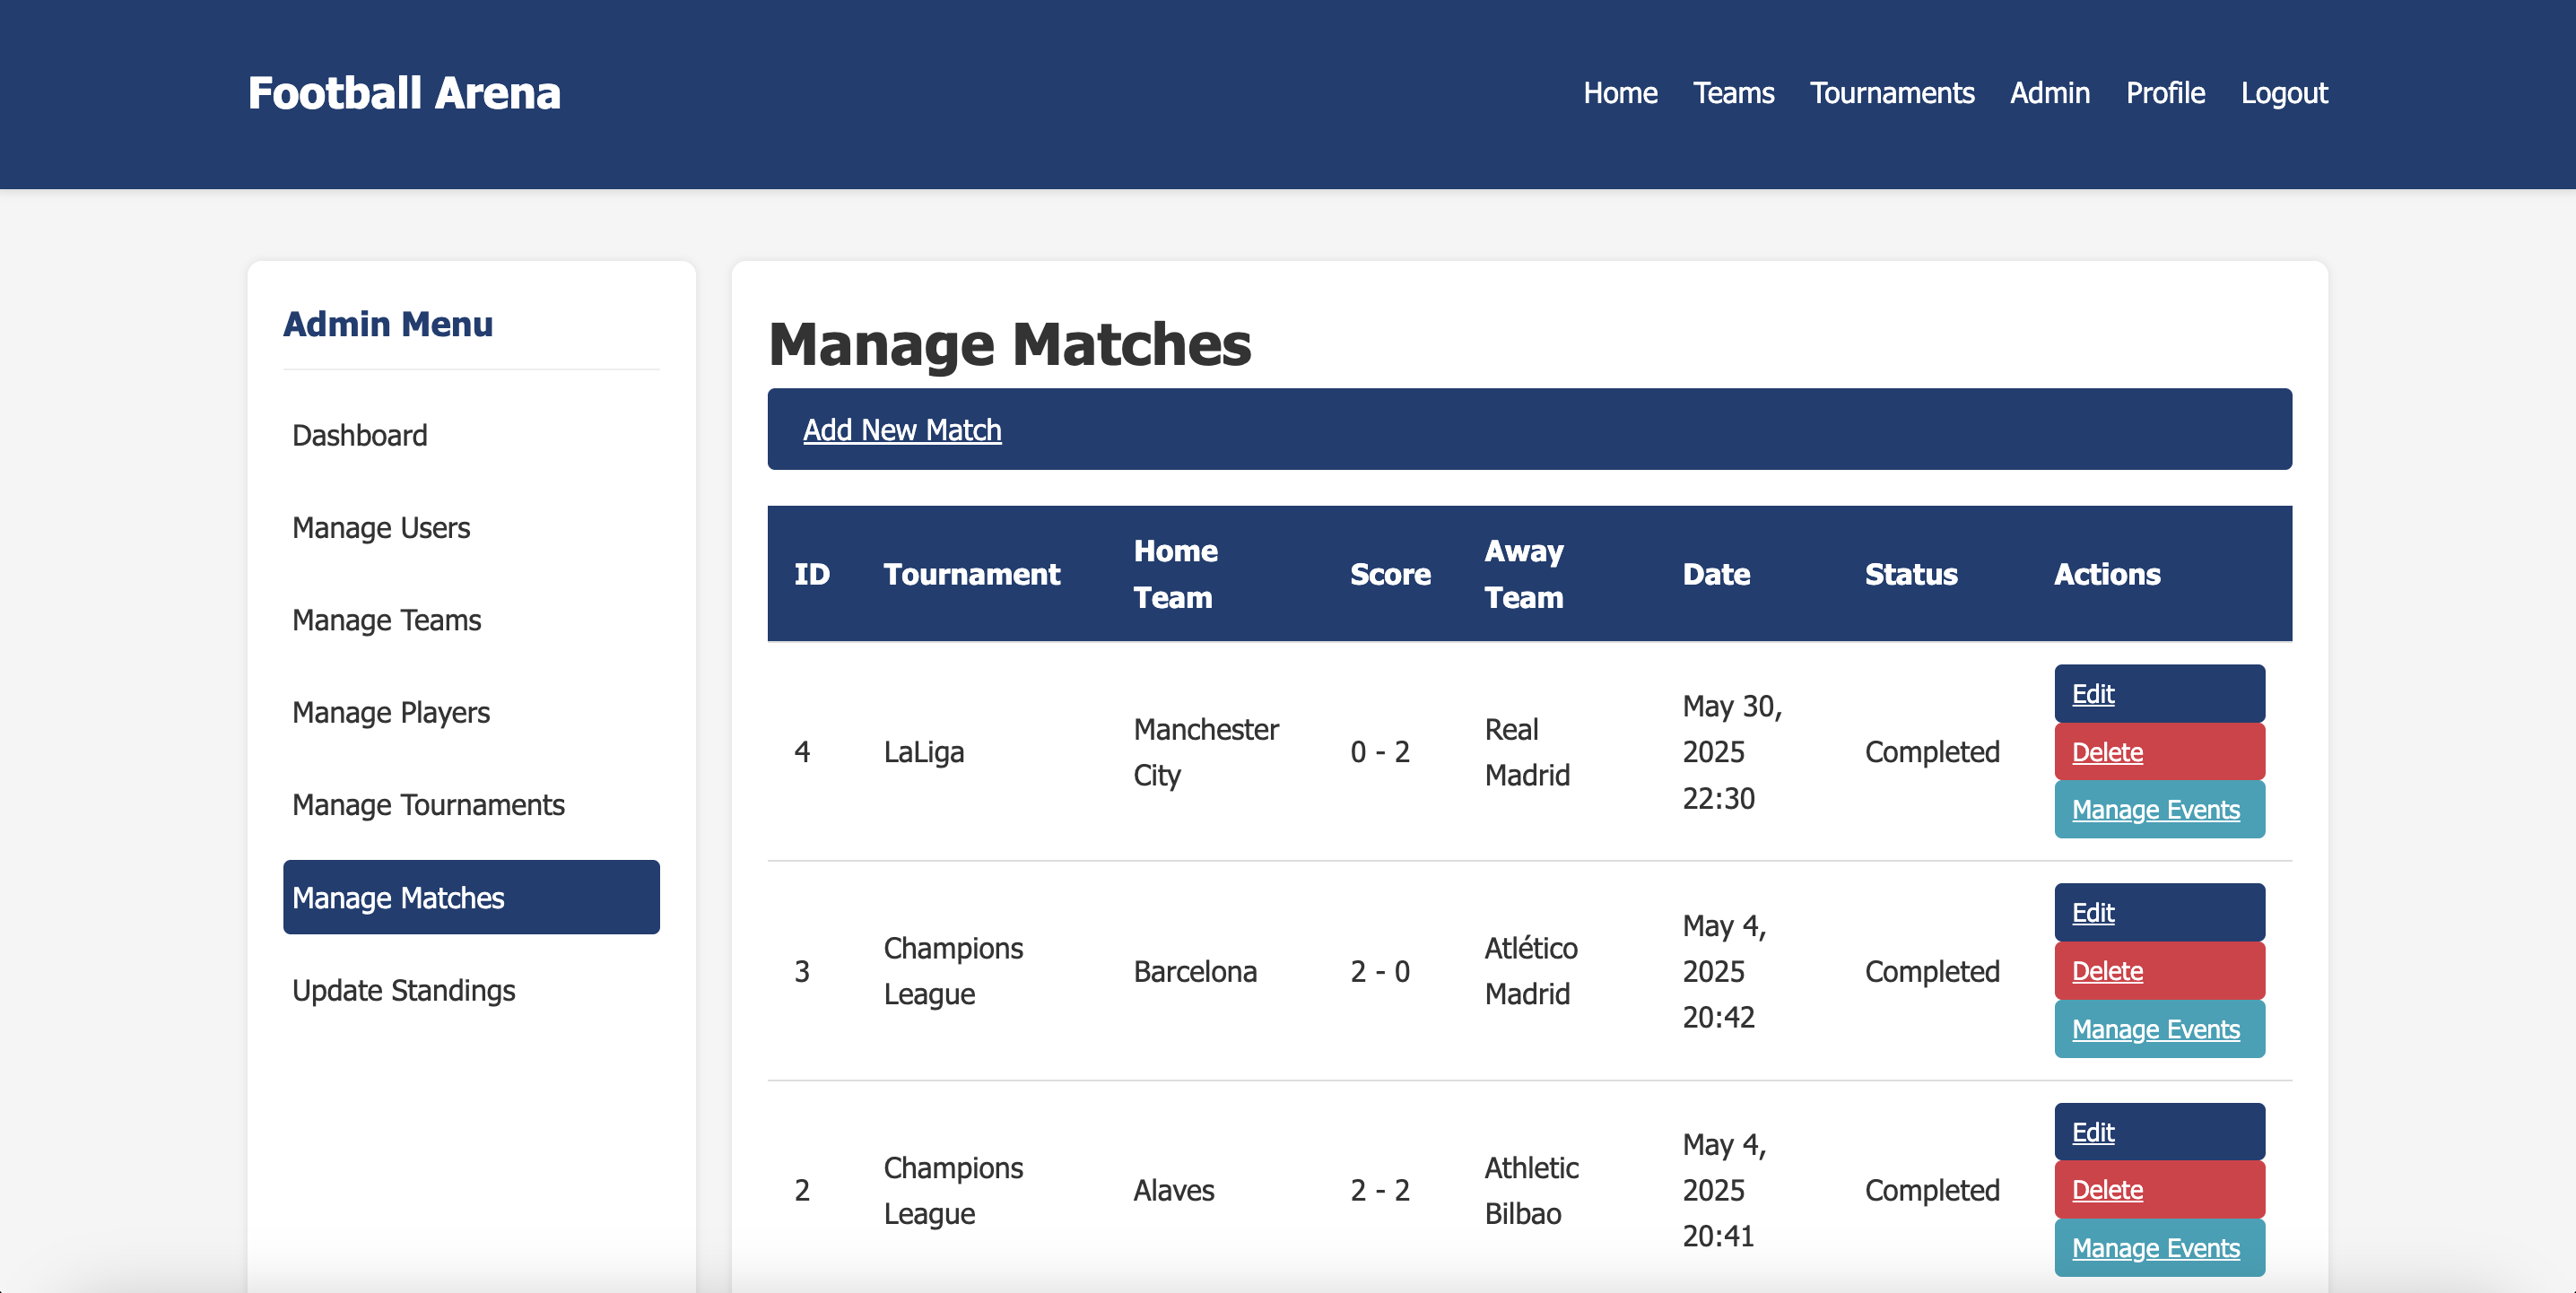 Football Arena
Home Teams Tournaments Admin Profile Logout
Admin Menu
Dashboard
Manage Users
Manage Teams
Manage Players
Manage Tournaments
Manage Matches
Update Standings
Manage Matches
Add New Match
ID Tournament Home Team Score Away Team Date Status Actions
4 LaLiga Manchester City 0 - 2 Real Madrid May 30, 2025 22:30 Completed
Edit
Delete
Manage Events
3 Champions League Barcelona 2 - 0 Atlético Madrid May 4, 2025 20:42 Completed
Edit
Delete
Manage Events
2 Champions League Alaves 2 - 2 Athletic Bilbao May 4, 2025 20:41 Completed
Edit
Delete
Manage Events